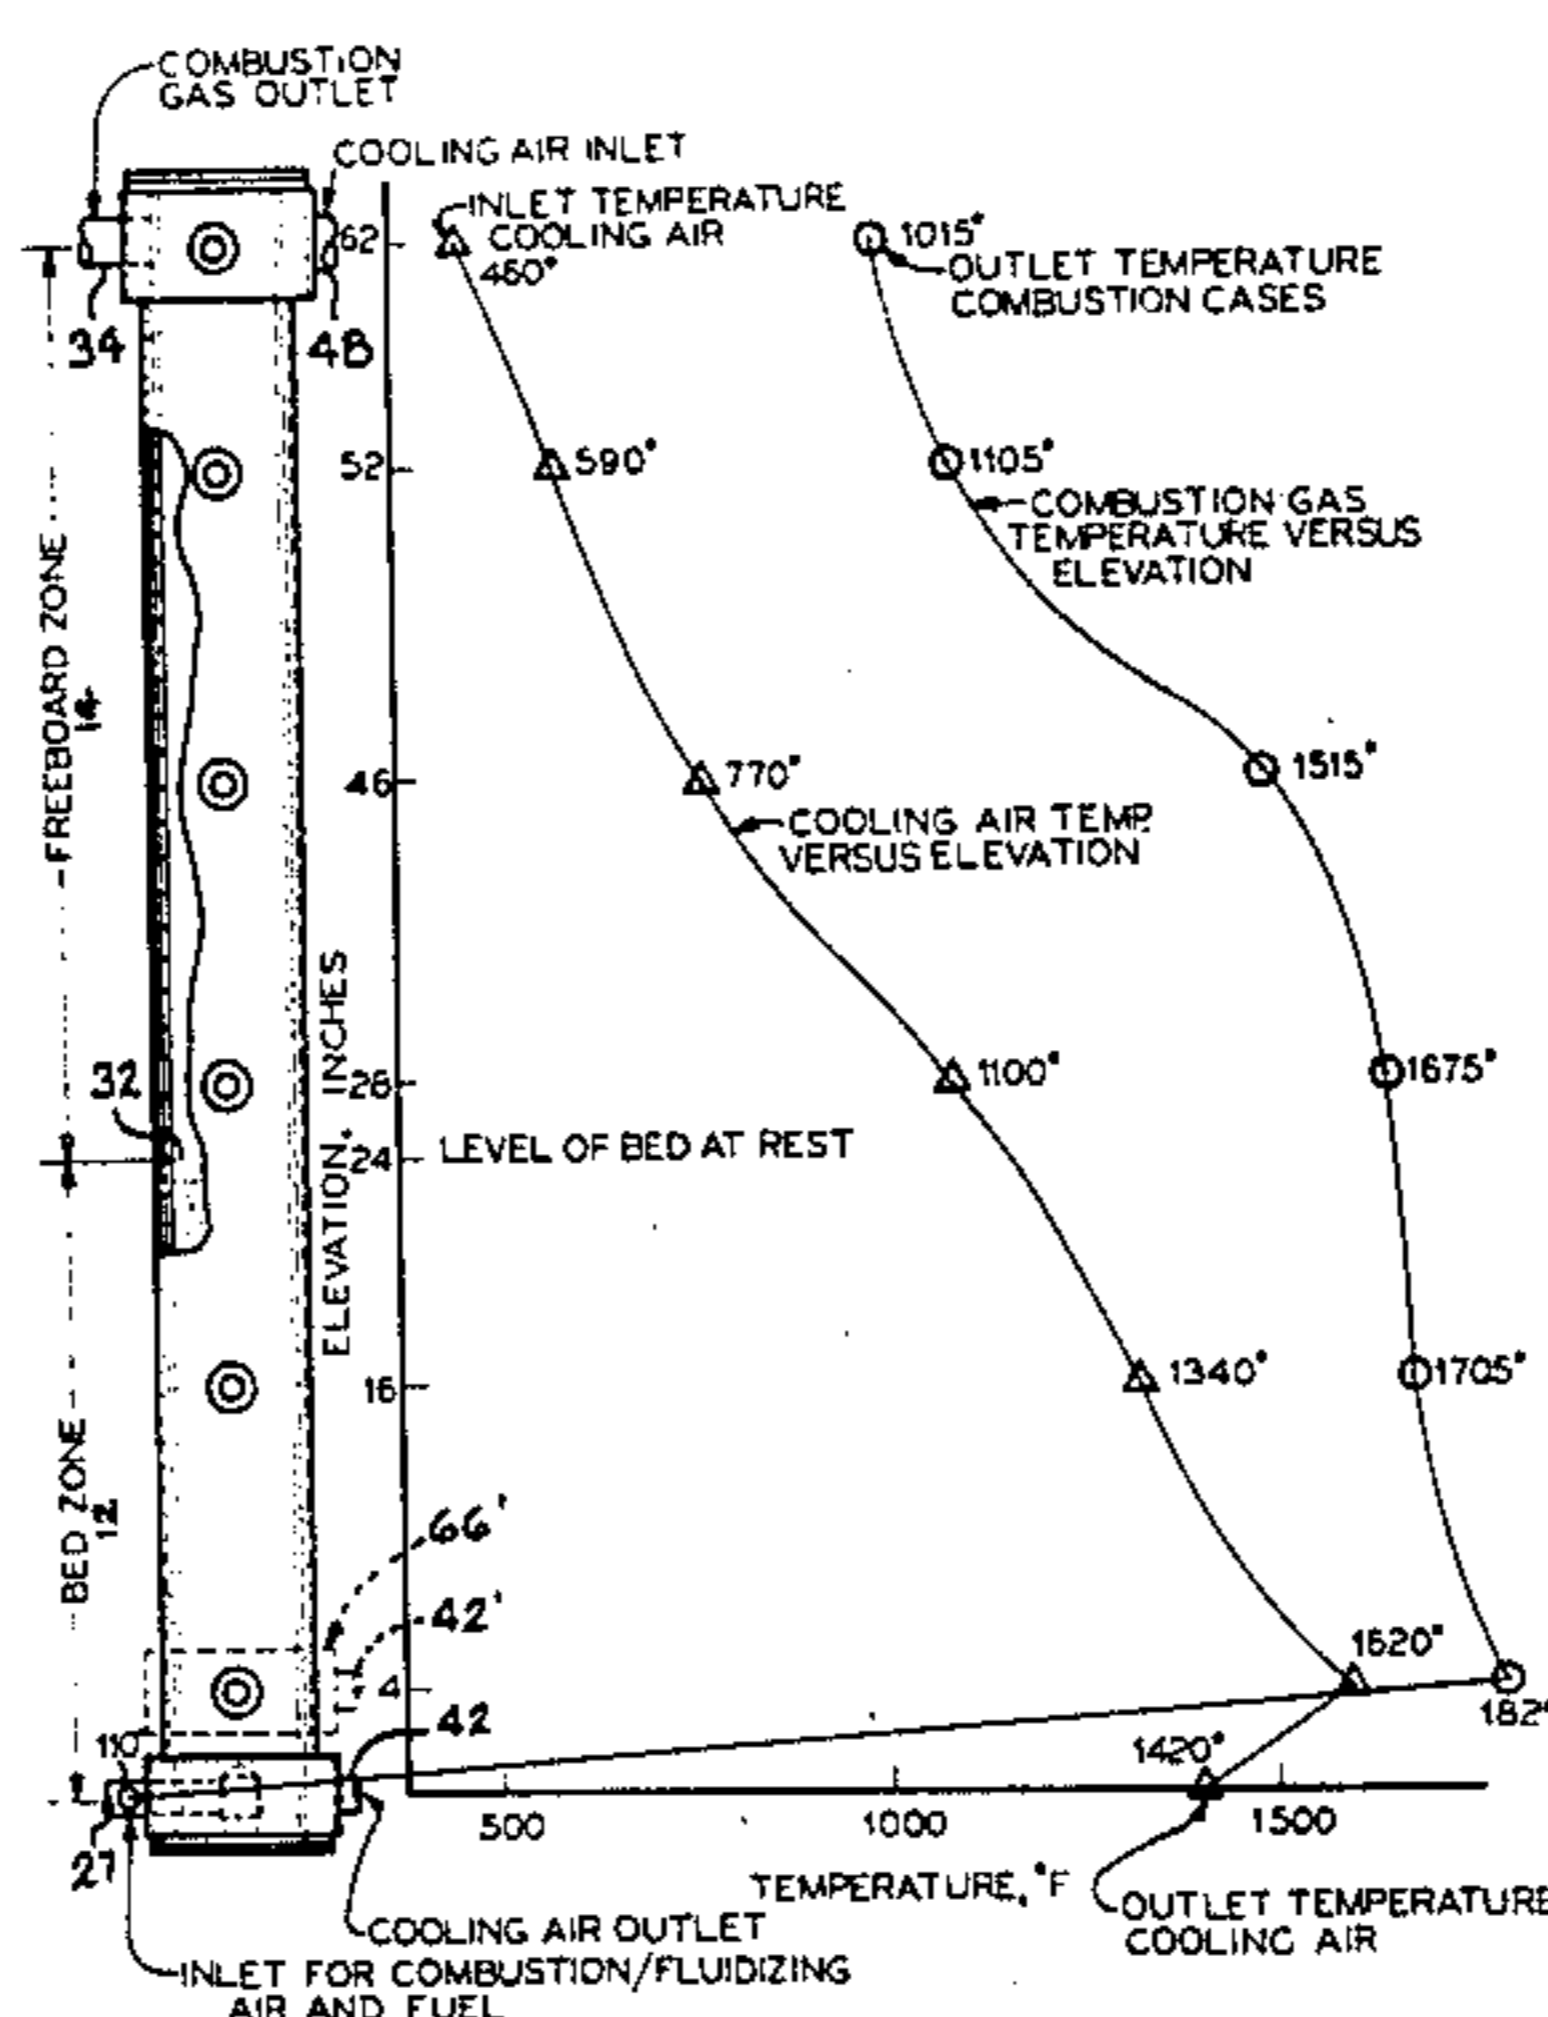 COMBUSTION
GAS OUTLET
COOLING AIR INLET
INLET TEMPERATURE
COOLING AIR
460°
62
1015°
OUTLET TEMPERATURE
COMBUSTION CASES
34
48
52
590°
1105°
COMBUSTION GAS
TEMPERATURE VERSUS
ELEVATION
FREEBOARD ZONE
14
46
770°
1515°
COOLING AIR TEMP.
VERSUS ELEVATION
ELEVATION, INCHES
32
26
1100°
1675°
24
LEVEL OF BED AT REST
16
1340°
1705°
BED ZONE
12
66'
42'
4
1620°
182
42
110
1420°
27
500
1000
1500
TEMPERATURE, °F
OUTLET TEMPERATURE
COOLING AIR
COOLING AIR OUTLET
INLET FOR COMBUSTION/FLUIDIZING
AIR AND FUEL